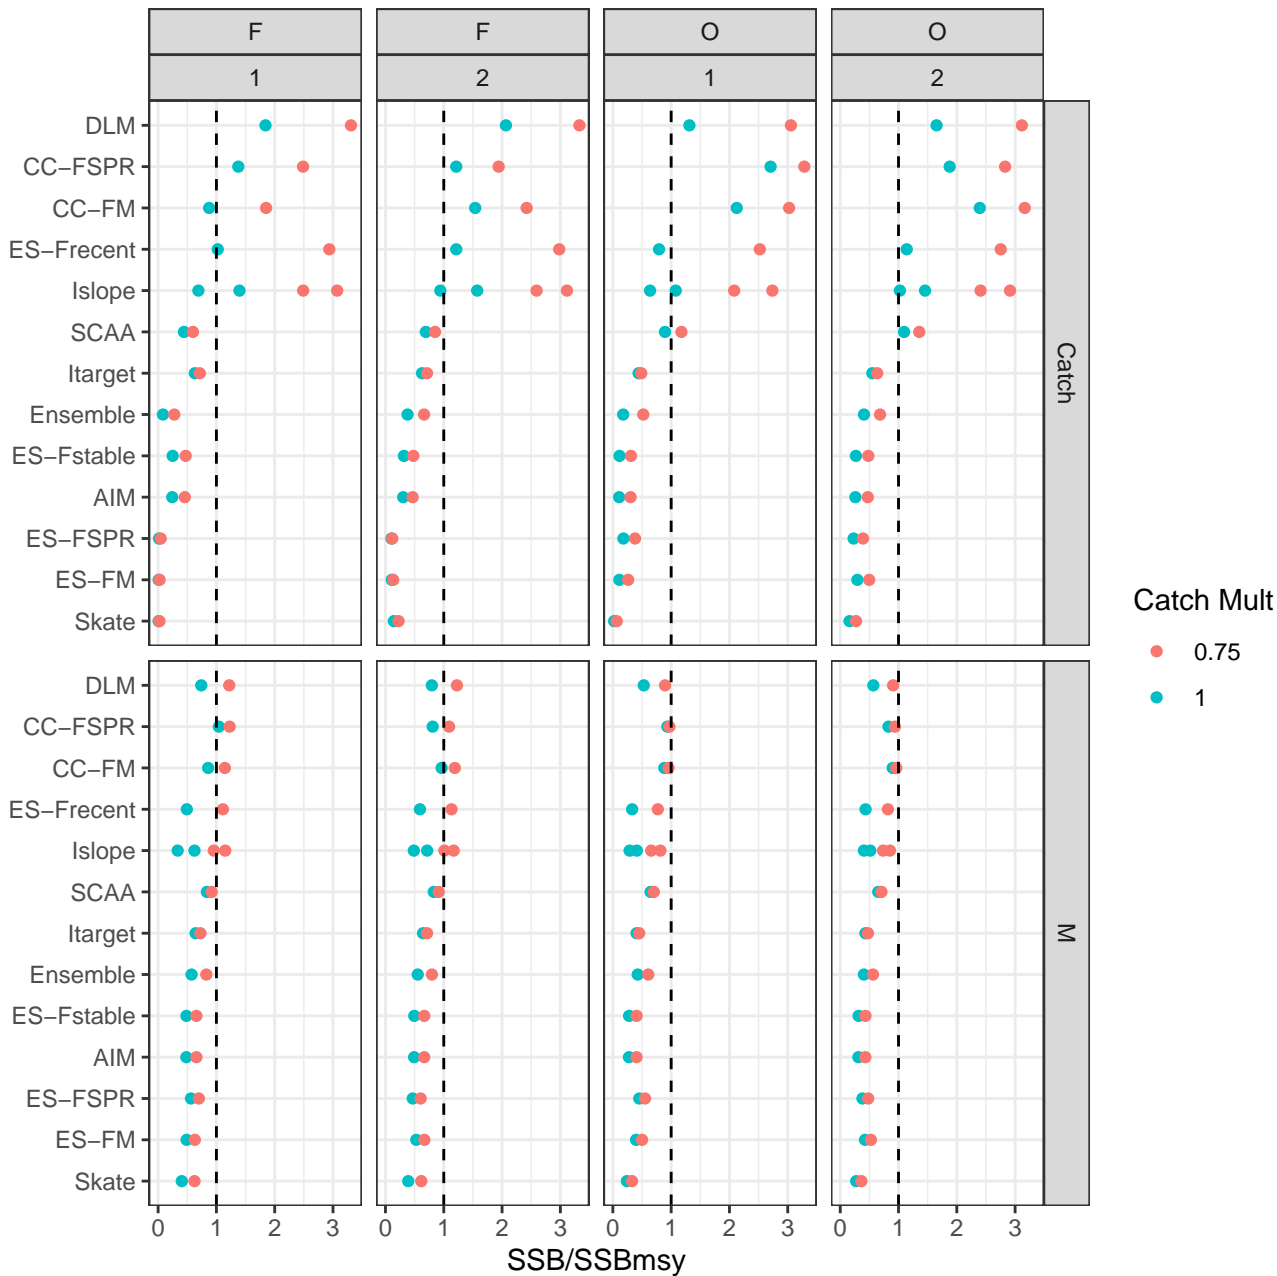 F F O O
1 2 1 2
DLM
CC−FSPR
CC−FM
ES−Frecent
Islope
SCAA
Itarget
Ensemble
ES−Fstable
AIM
ES−FSPR
ES−FM
Skate
Catch
DLM
CC−FSPR
CC−FM
ES−Frecent
Islope
SCAA
Itarget
Ensemble
ES−Fstable
AIM
ES−FSPR
ES−FM
Skate
M
0 1 2 3 0 1 2 3 0 1 2 3 0 1 2 3
SSB/SSBmsy
Catch Mult
0.75
1